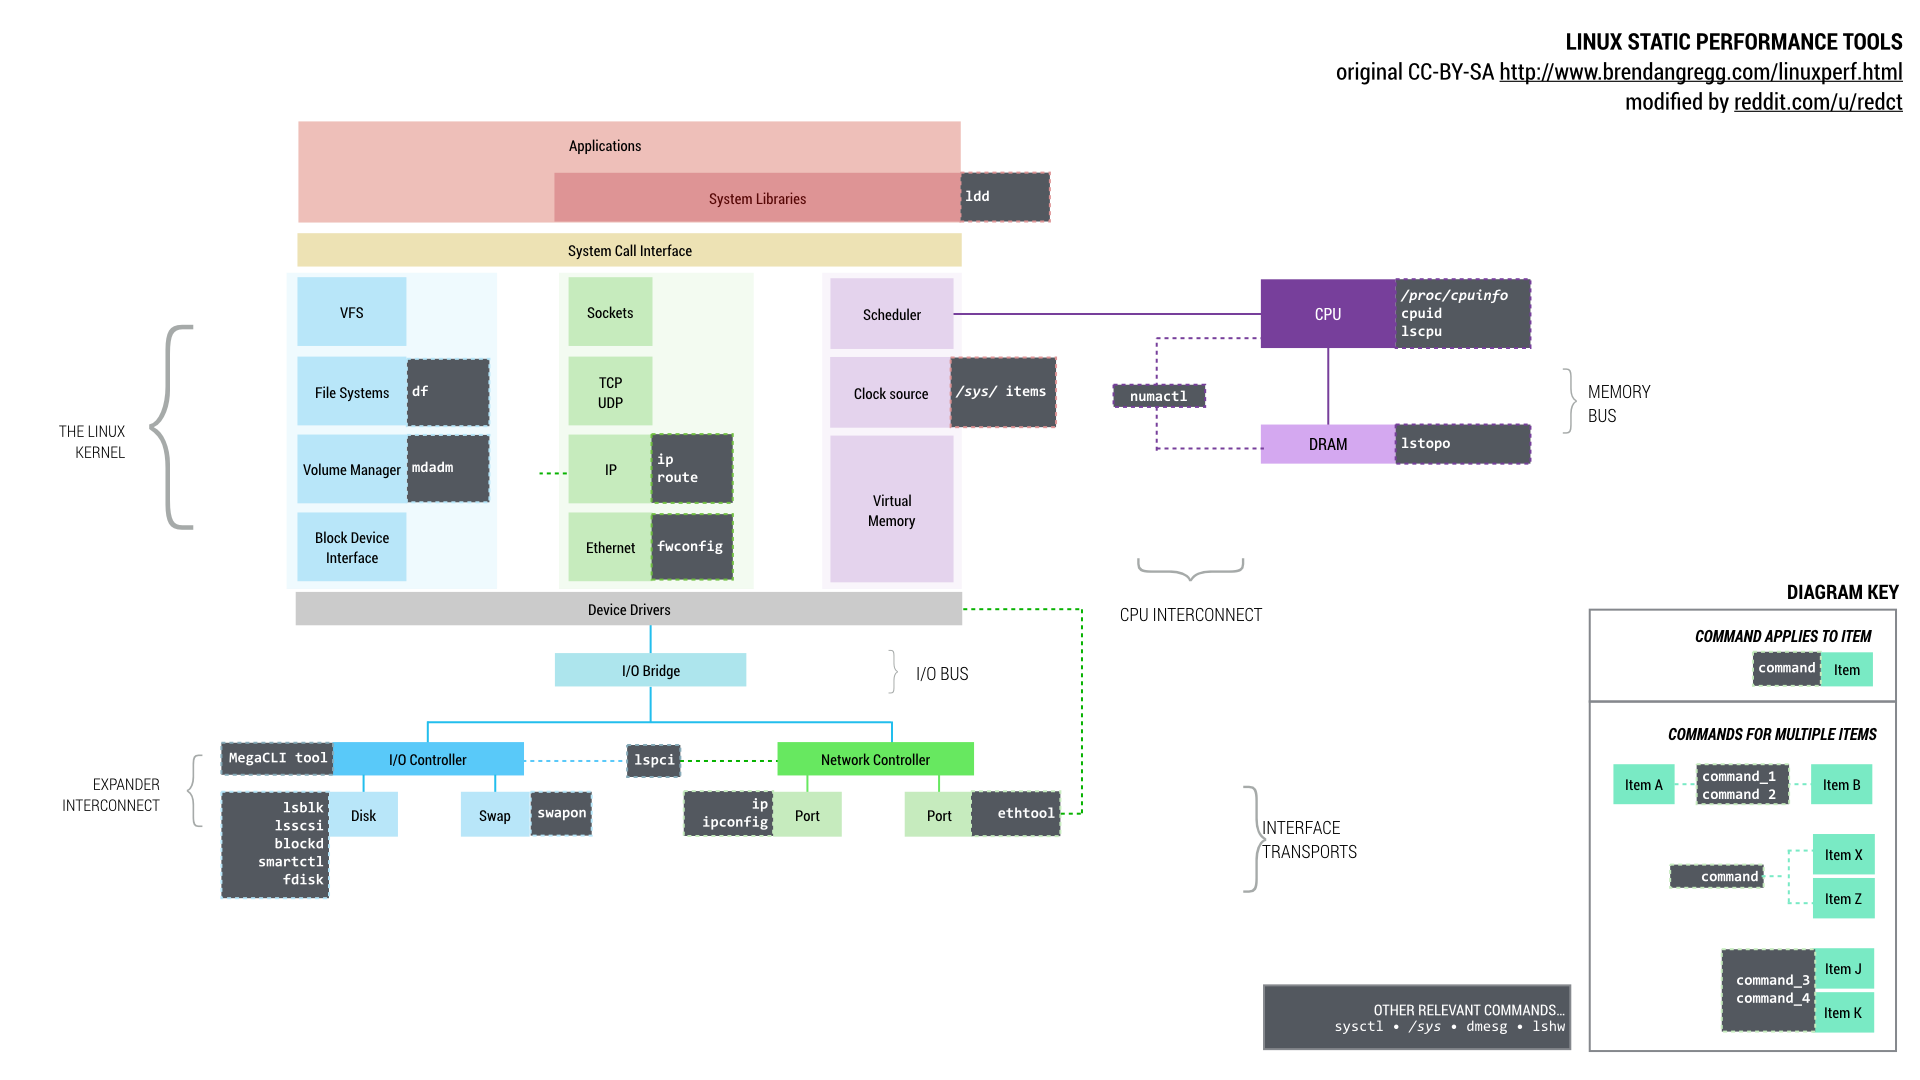 LINUX STATIC PERFORMANCE TOOLS
original CC-BY-SA http://www.brendangregg.com/linuxperf.html
modified by reddit.com/u/redct
Applications
System Libraries
ldd
System Call Interface
THE LINUX
KERNEL
VFS
File Systems
df
Volume Manager
mdadm
Block Device
Interface
Sockets
TCP
UDP
IP
ip
route
Ethernet
fwconfig
Scheduler
Clock source
/sys/ items
Virtual
Memory
CPU
/proc/cpuinfo
cpuid
lscpu
numactl
DRAM
lstopo
MEMORY
BUS
CPU INTERCONNECT
Device Drivers
I/O Bridge
I/O BUS
EXPANDER
INTERCONNECT
MegaCLI tool
I/O Controller
lspci
Network Controller
lsblk
lsscsi
blockd
smartctl
fdisk
Disk
Swap
swapon
ip
ipconfig
Port
Port
ethtool
INTERFACE
TRANSPORTS
DIAGRAM KEY
COMMAND APPLIES TO ITEM
command
Item
COMMANDS FOR MULTIPLE ITEMS
Item A
command_1
command 2
Item B
command
Item X
Item Z
command_3
command_4
Item J
Item K
OTHER RELEVANT COMMANDS...
sysctl • /sys • dmesg • lshw